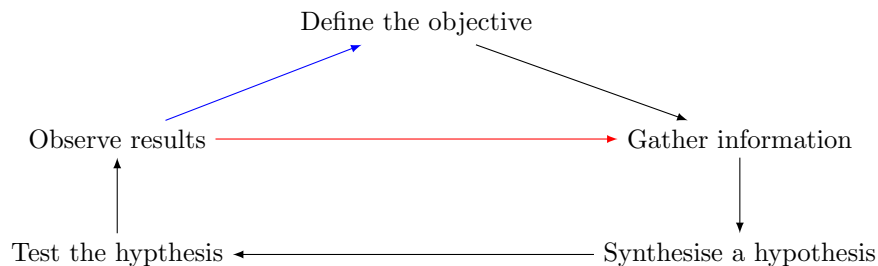 Define the objective
Observe results
Gather information
Test the hypthesis
Synthesise a hypothesis